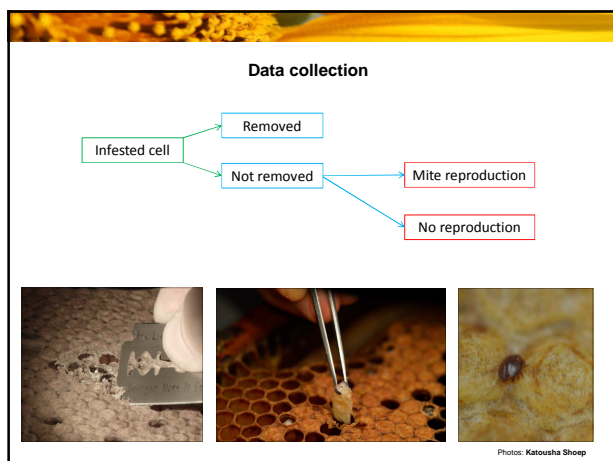 Data collection
Removed
Infested cell
Not removed
Mite reproduction
No reproduction
Photos: Katousha Shoep